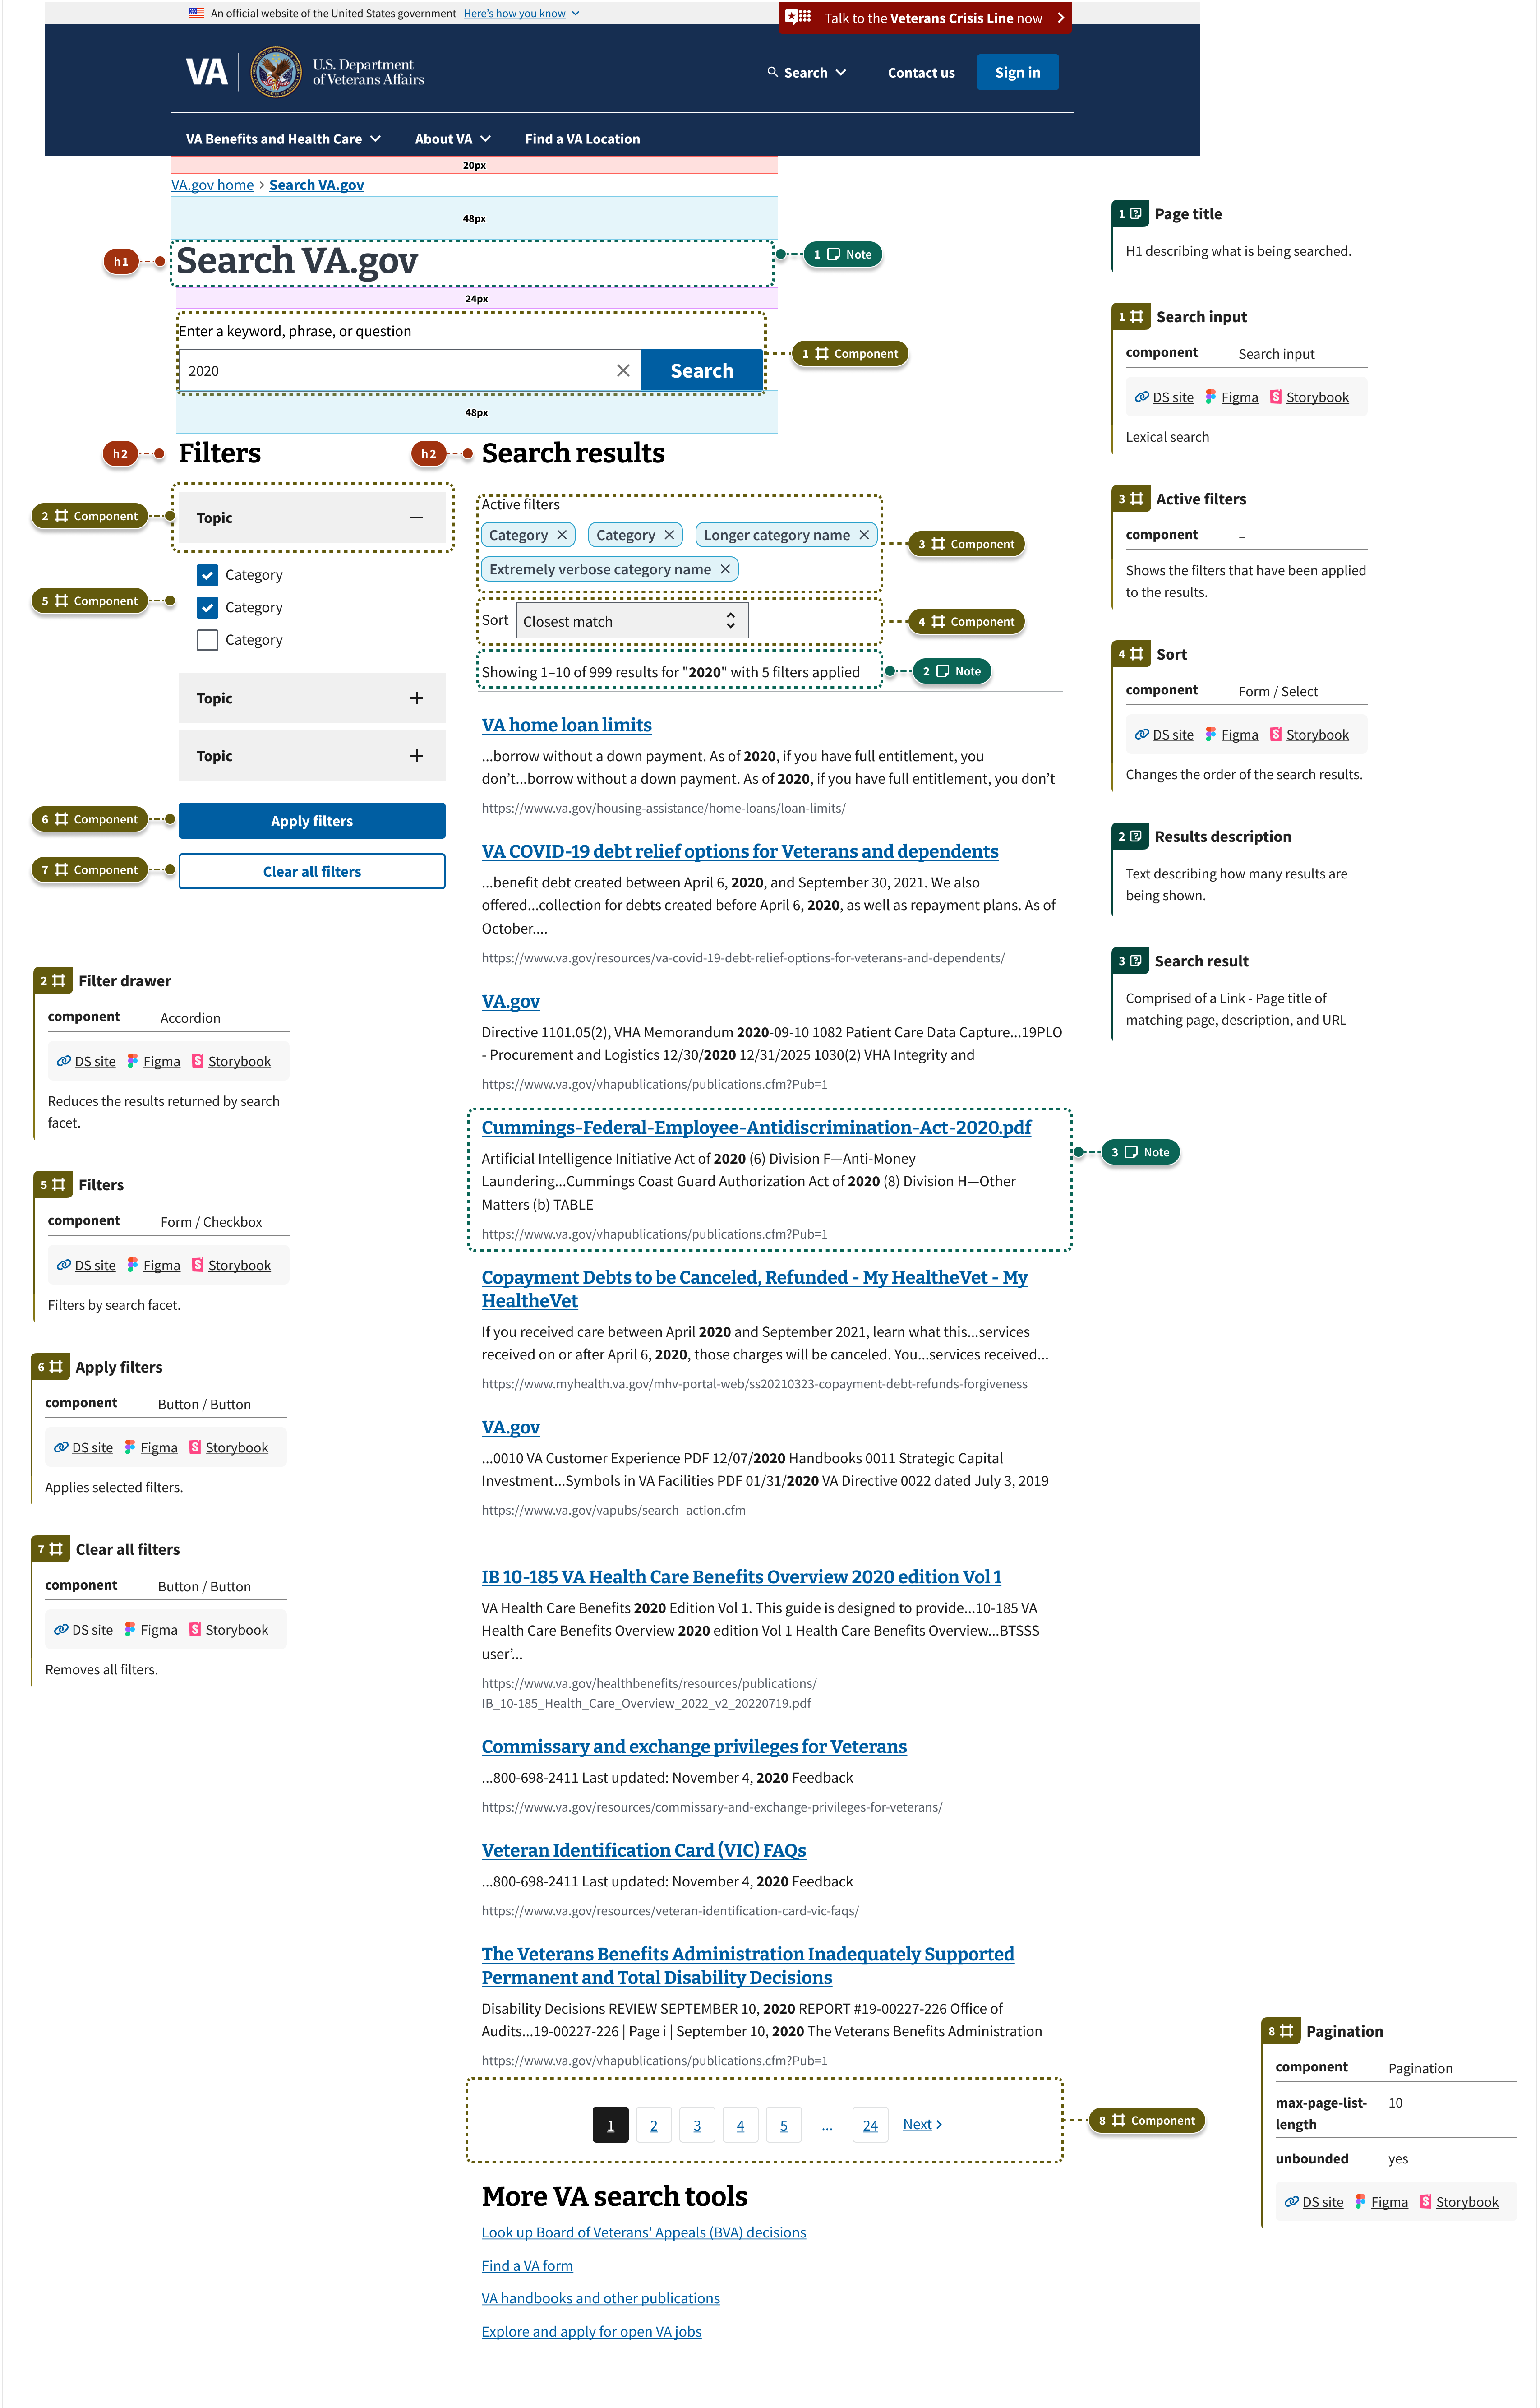 An official website of the United States government Here's how you know
Talk to the Veterans Crisis Line now
VA
U.S. Department
of Veterans Affairs
Search
Contact us
Sign in
VA Benefits and Health Care
About VA
Find a VA Location
20px
VA.gov home › Search VA.gov
48px
h1
Search VA.gov
1 Note
24px
Enter a keyword, phrase, or question
2020
Search
1 Component
48px
h2
Filters
h2
Search results
2 Component
Topic
5 Component
Category
Category
Category
Topic
Topic
6 Component
Apply filters
7 Component
Clear all filters
Active filters
Category
Category
Longer category name
Extremely verbose category name
3 Component
Sort
Closest match
4 Component
Showing 1–10 of 999 results for "2020" with 5 filters applied
2 Note
VA home loan limits
...borrow without a down payment. As of 2020, if you have full entitlement, you
don’t...borrow without a down payment. As of 2020, if you have full entitlement, you don’t
https://www.va.gov/housing-assistance/home-loans/loan-limits/
VA COVID-19 debt relief options for Veterans and dependents
...benefit debt created between April 6, 2020, and September 30, 2021. We also
offered...collection for debts created before April 6, 2020, as well as repayment plans. As of
October....
https://www.va.gov/resources/va-covid-19-debt-relief-options-for-veterans-and-dependents/
VA.gov
Directive 1101.05(2), VHA Memorandum 2020-09-10 1082 Patient Care Data Capture...19PLO
- Procurement and Logistics 12/30/2020 12/31/2025 1030(2) VHA Integrity and
https://www.va.gov/vhapublications/publications.cfm?Pub=1
Cummings-Federal-Employee-Antidiscrimination-Act-2020.pdf
Artificial Intelligence Initiative Act of 2020 (6) Division F—Anti-Money
Laundering...Cummings Coast Guard Authorization Act of 2020 (8) Division H—Other
Matters (b) TABLE
https://www.va.gov/vhapublications/publications.cfm?Pub=1
3 Note
Copayment Debts to be Canceled, Refunded - My HealtheVet - My
HealtheVet
If you received care between April 2020 and September 2021, learn what this...services
received on or after April 6, 2020, those charges will be canceled. You...services received...
https://www.myhealth.va.gov/mhv-portal-web/ss20210323-copayment-debt-refunds-forgiveness
VA.gov
...0010 VA Customer Experience PDF 12/07/2020 Handbooks 0011 Strategic Capital
Investment...Symbols in VA Facilities PDF 01/31/2020 VA Directive 0022 dated July 3, 2019
https://www.va.gov/vapubs/search_action.cfm
IB 10-185 VA Health Care Benefits Overview 2020 edition Vol 1
VA Health Care Benefits 2020 Edition Vol 1. This guide is designed to provide...10-185 VA
Health Care Benefits Overview 2020 edition Vol 1 Health Care Benefits Overview...BTSSS
user’...
https://www.va.gov/healthbenefits/resources/publications/
IB_10-185_Health_Care_Overview_2022_v2_20220719.pdf
Commissary and exchange privileges for Veterans
...800-698-2411 Last updated: November 4, 2020 Feedback
https://www.va.gov/resources/commissary-and-exchange-privileges-for-veterans/
Veteran Identification Card (VIC) FAQs
...800-698-2411 Last updated: November 4, 2020 Feedback
https://www.va.gov/resources/veteran-identification-card-vic-faqs/
The Veterans Benefits Administration Inadequately Supported
Permanent and Total Disability Decisions
Disability Decisions REVIEW SEPTEMBER 10, 2020 REPORT #19-00227-226 Office of
Audits...19-00227-226 | Page i | September 10, 2020 The Veterans Benefits Administration
https://www.va.gov/vhapublications/publications.cfm?Pub=1
1 2 3 4 5 ... 24 Next
8 Component
More VA search tools
Look up Board of Veterans' Appeals (BVA) decisions
Find a VA form
VA handbooks and other publications
Explore and apply for open VA jobs
2 Filter drawer
component Accordion
DS site Figma Storybook
Reduces the results returned by search
facet.
5 Filters
component Form / Checkbox
DS site Figma Storybook
Filters by search facet.
6 Apply filters
component Button / Button
DS site Figma Storybook
Applies selected filters.
7 Clear all filters
component Button / Button
DS site Figma Storybook
Removes all filters.
1 Page title
H1 describing what is being searched.
1 Search input
component Search input
DS site Figma Storybook
Lexical search
3 Active filters
component –
Shows the filters that have been applied
to the results.
4 Sort
component Form / Select
DS site Figma Storybook
Changes the order of the search results.
2 Results description
Text describing how many results are
being shown.
3 Search result
Comprised of a Link - Page title of
matching page, description, and URL
8 Pagination
component Pagination
max-page-list- 10
length
unbounded yes
DS site Figma Storybook